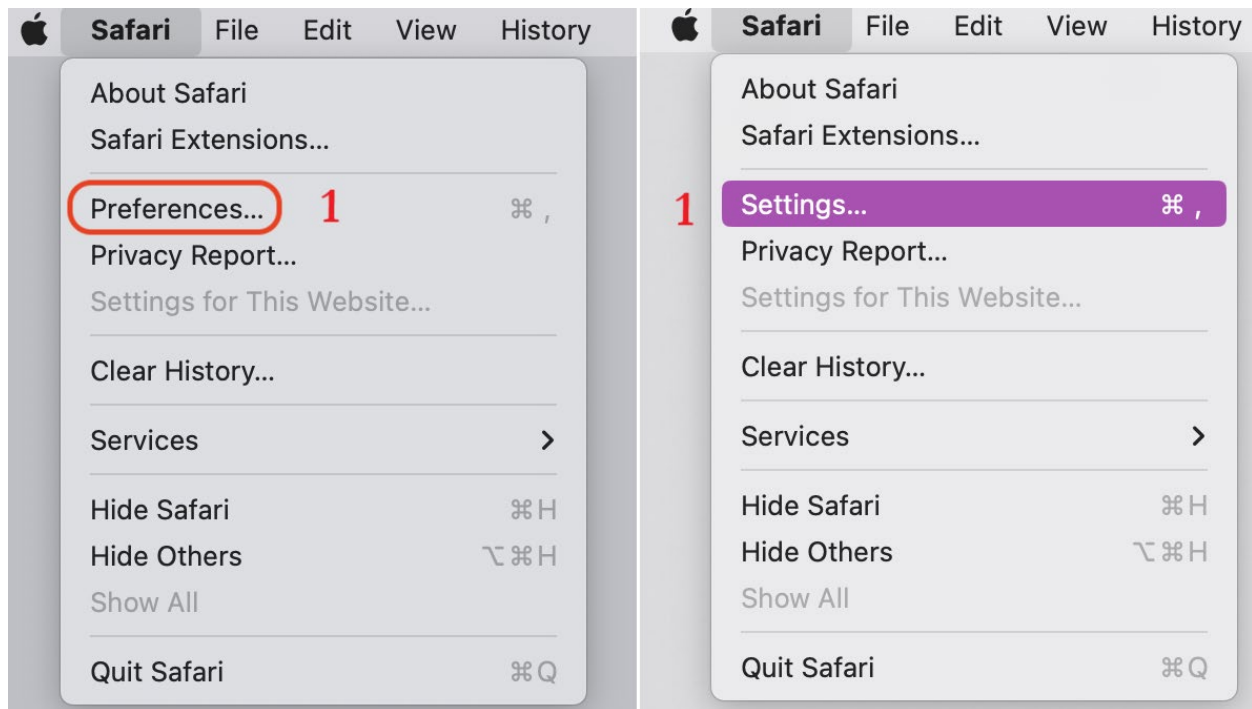 Safari File Edit View History
About Safari
Safari Extensions...
Preferences... 1 ⌘ ,
Privacy Report...
Settings for This Website...
Clear History...
Services
Hide Safari ⌘H
Hide Others ⌥⌘H
Show All
Quit Safari ⌘Q
Safari File Edit View History
About Safari
Safari Extensions...
1 Settings... ⌘ ,
Privacy Report...
Settings for This Website...
Clear History...
Services
Hide Safari ⌘H
Hide Others ⌥⌘H
Show All
Quit Safari ⌘Q